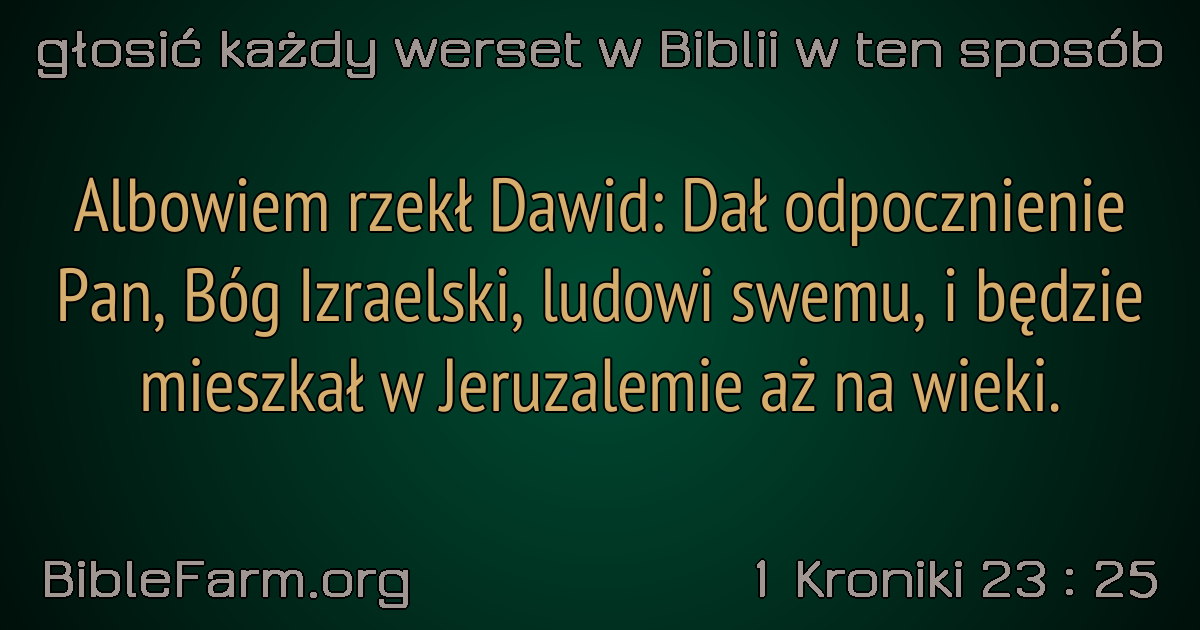 głosić każdy werset w Biblii w ten sposób
Albowiem rzekł Dawid: Dał odpocznienie
Pan, Bóg Izraelski, ludowi swemu, i będzie
mieszkał w Jeruzalemie aż na wieki.
BibleFarm.org
1 Kroniki 23 : 25